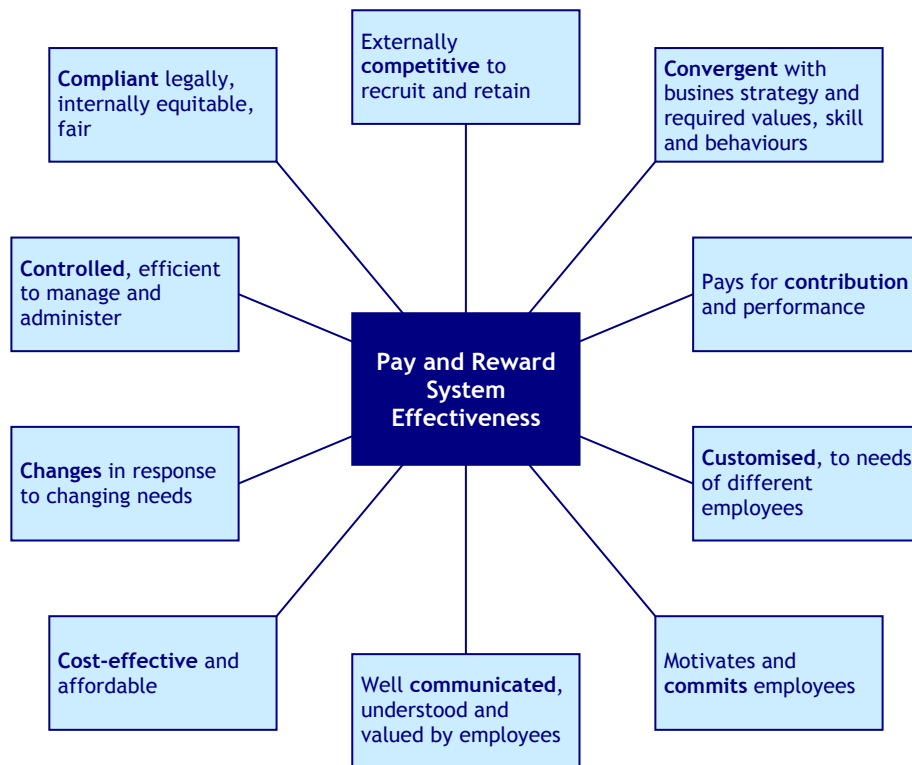 Externally
competitive to
recruit and retain
Compliant legally,
internally equitable,
fair
Convergent with
busines strategy and
required values, skill
and behaviours
Controlled, efficient
to manage and
administer
Pays for contribution
and performance
Pay and Reward
System
Effectiveness
Changes in response
to changing needs
Customised, to needs
of different
employees
Cost-effective and
affordable
Well communicated,
understood and
valued by employees
Motivates and
commits employees